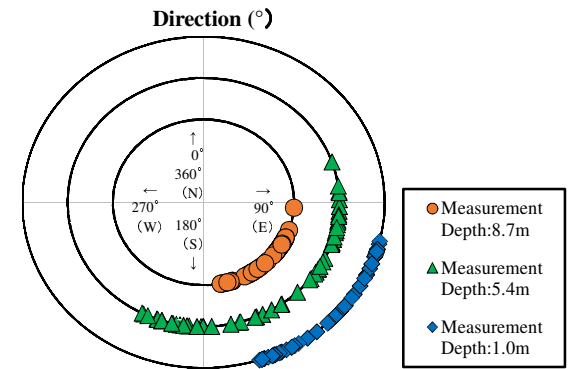 Direction (°)
↑
0°
360°
(N)
←
270°
(W)
→
90°
(E)
180°
(S)
↓
Measurement
Depth:8.7m
Measurement
Depth:5.4m
Measurement
Depth:1.0m